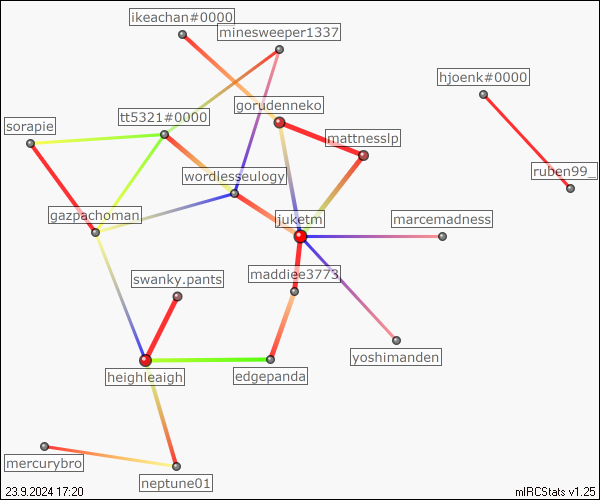 ikeachan#0000
minesweeper1337
hjoenk#0000
gorudenneko
tt5321#0000
sorapie
mattnesslp
ruben99_
wordlesseulogy
gazpachoman
juketm
marcemadness
maddiee3773
swanky.pants
yoshimanden
heighleaigh
edgepanda
mercurybro
neptune01
23.9.2024 17:20
mIRCStats v1.25